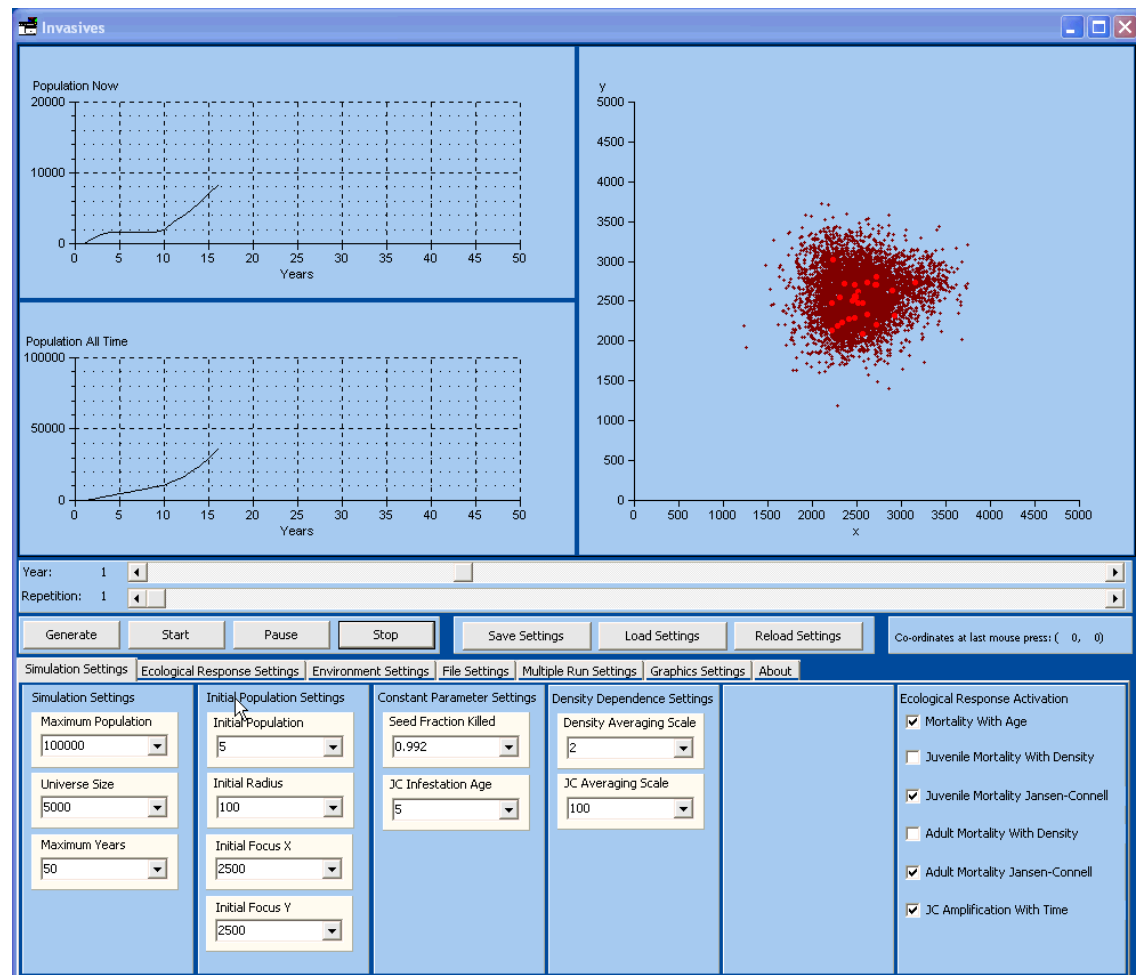 Invasives
Population Now
20000
10000
0
0 5 10 15 20 25 30 35 40 45 50
Years
Population All Time
100000
50000
0
0 5 10 15 20 25 30 35 40 45 50
Years
y
5000
4500
4000
3500
3000
2500
2000
1500
1000
500
0
0 500 1000 1500 2000 2500 3000 3500 4000 4500 5000
x
Year: 1
Repetition: 1
Generate Start Pause Stop Save Settings Load Settings Reload Settings Co-ordinates at last mouse press: ( 0, 0)
Simulation Settings Ecological Response Settings Environment Settings File Settings Multiple Run Settings Graphics Settings About
Simulation Settings
Maximum Population
100000
Universe Size
5000
Maximum Years
50
Initial Population Settings
Initial Population
5
Initial Radius
100
Initial Focus X
2500
Initial Focus Y
2500
Constant Parameter Settings
Seed Fraction Killed
0.992
JC Infestation Age
5
Density Dependence Settings
Density Averaging Scale
2
JC Averaging Scale
100
Ecological Response Activation
Mortality With Age
Juvenile Mortality With Density
Juvenile Mortality Jansen-Connell
Adult Mortality With Density
Adult Mortality Jansen-Connell
JC Amplification With Time